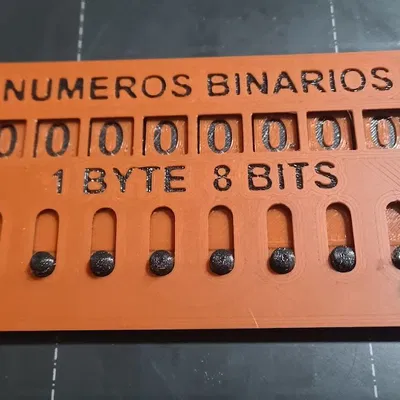 NUMEROS BINARIOS
0 0 0 0 0 0 0 0
1 BYTE 8 BITS